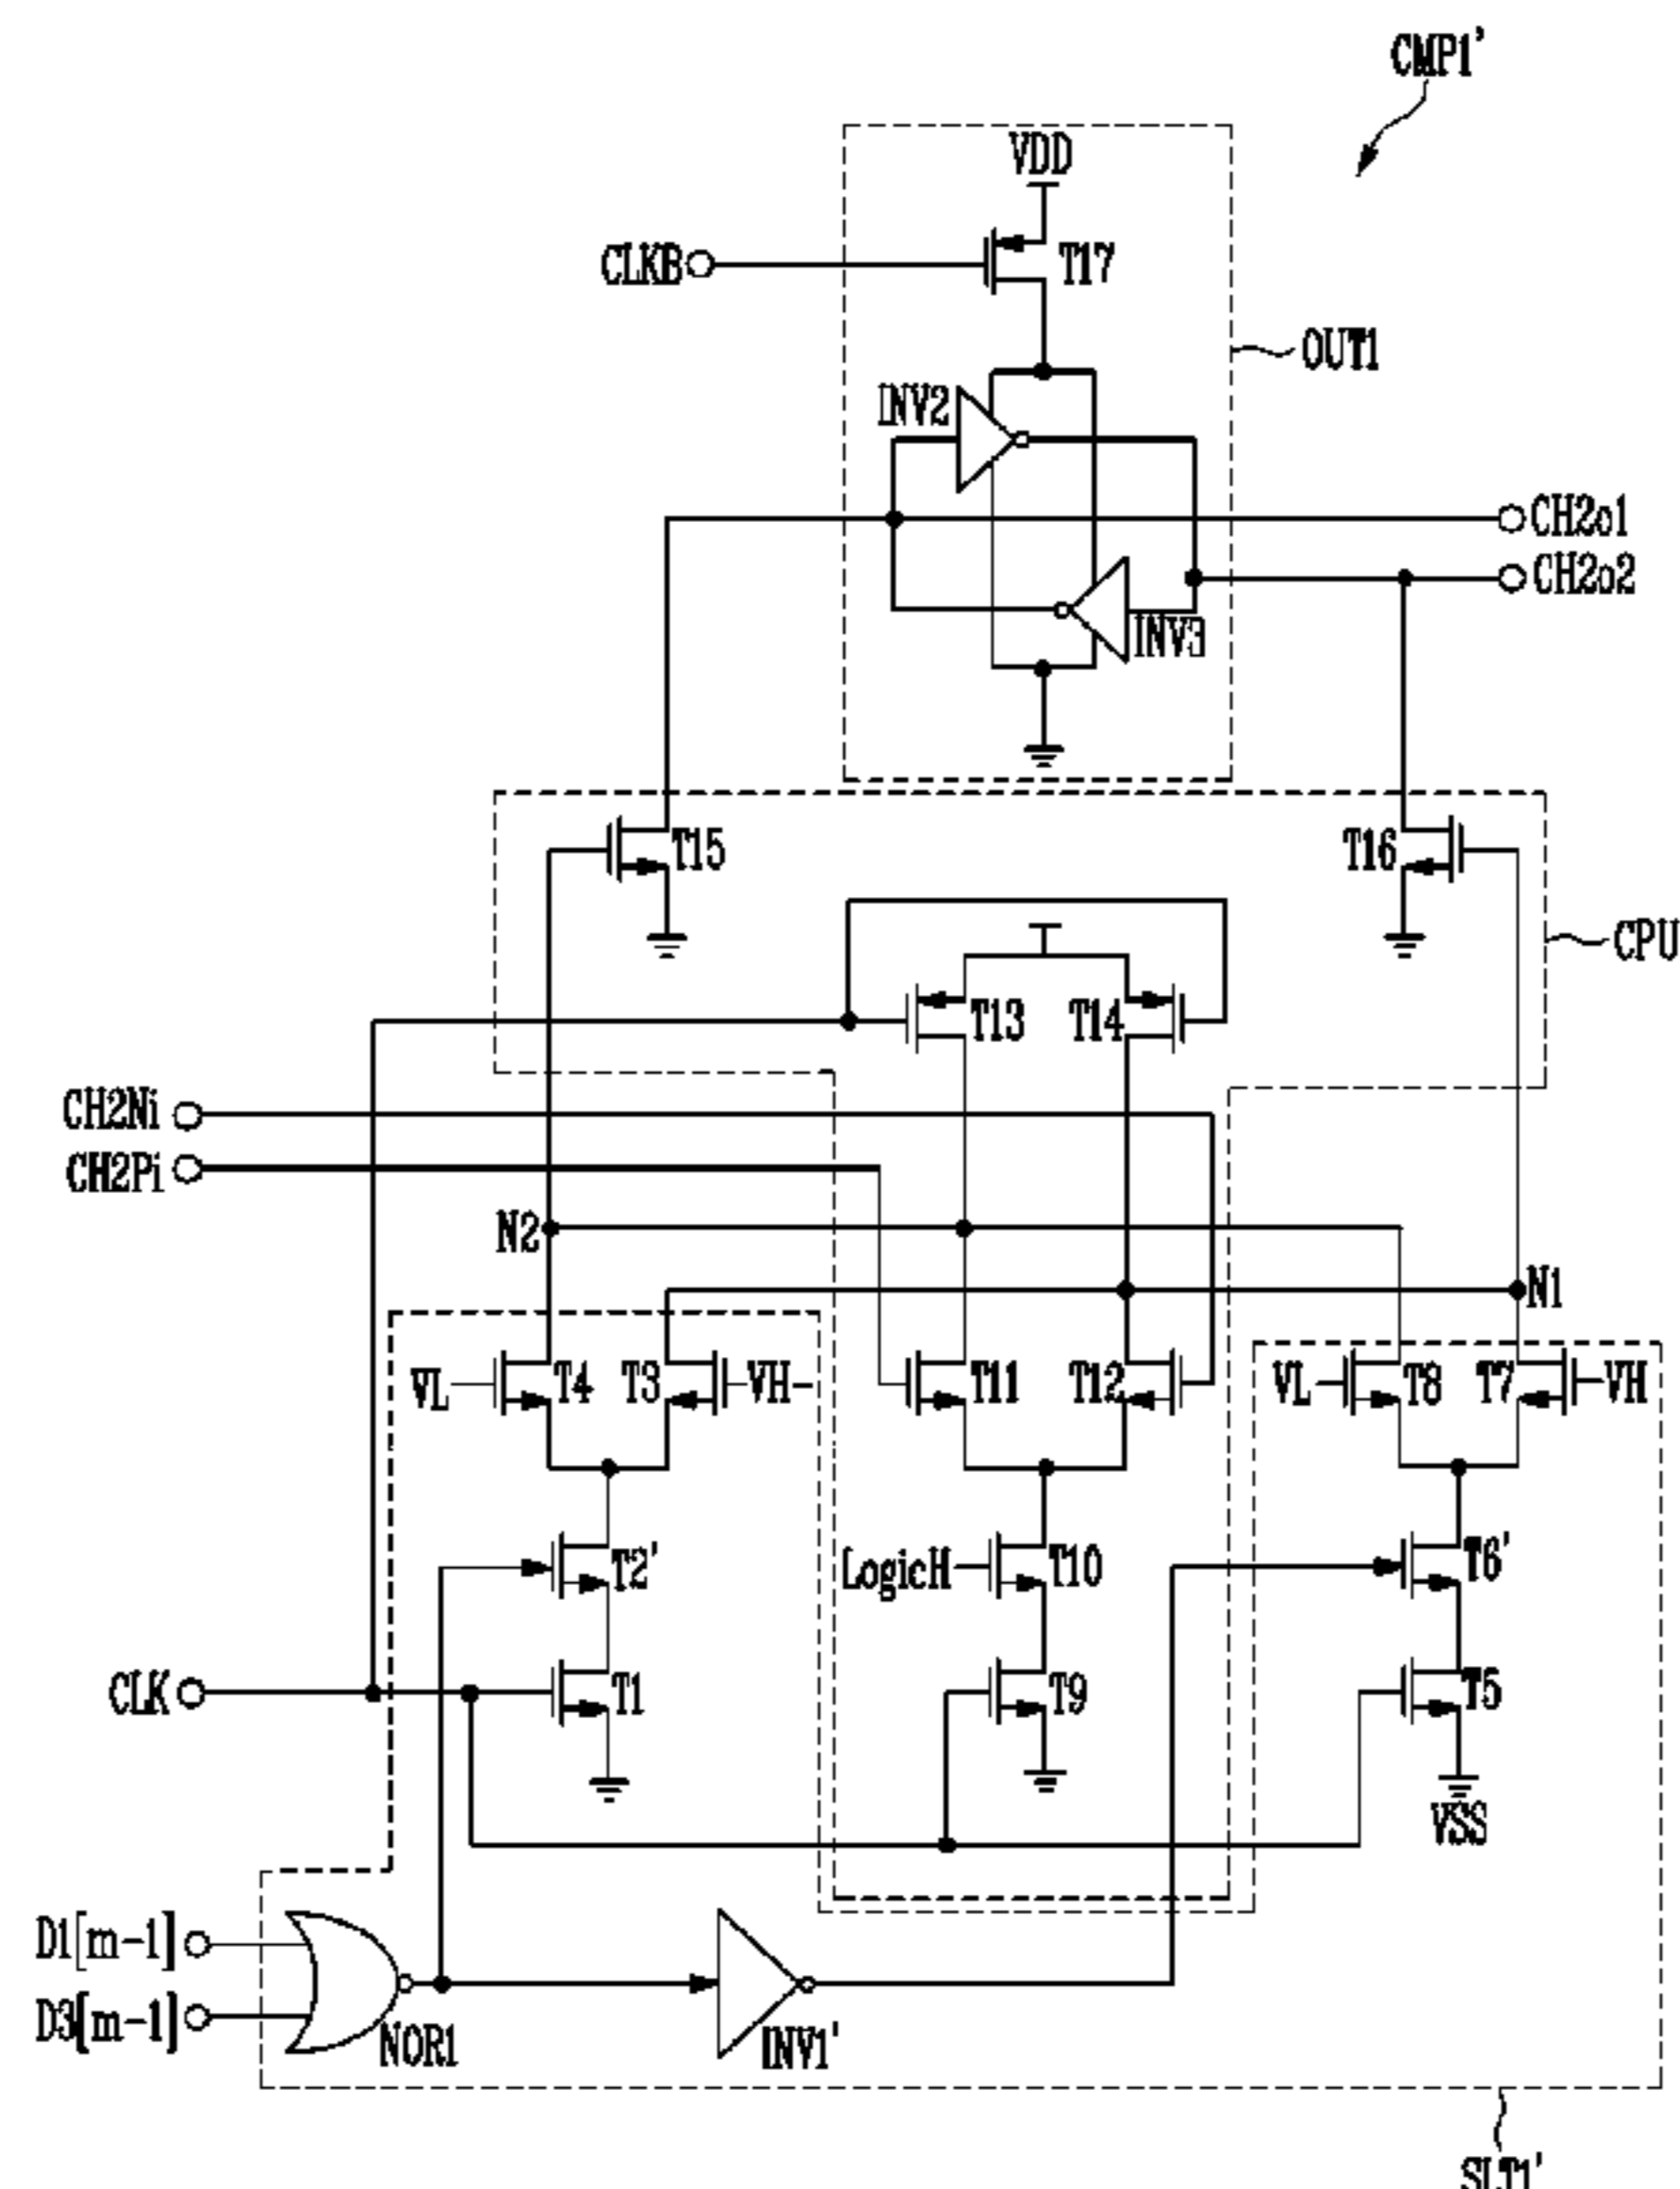 CMP1'
VDD
CLKB
T17
OUT1
INV2
CH2o1
CH2o2
INV3
T15
T16
CPU
T13
T14
CH2Ni
CH2Pi
N2
N1
VL
T4
T3
VH
T11
T12
VL
T8
T7
VH
T2'
LogicH
T10
T6'
CLK
T1
T9
T5
VSS
D1[m-1]
D3[m-1]
NOR1
INV1'
SLT1'